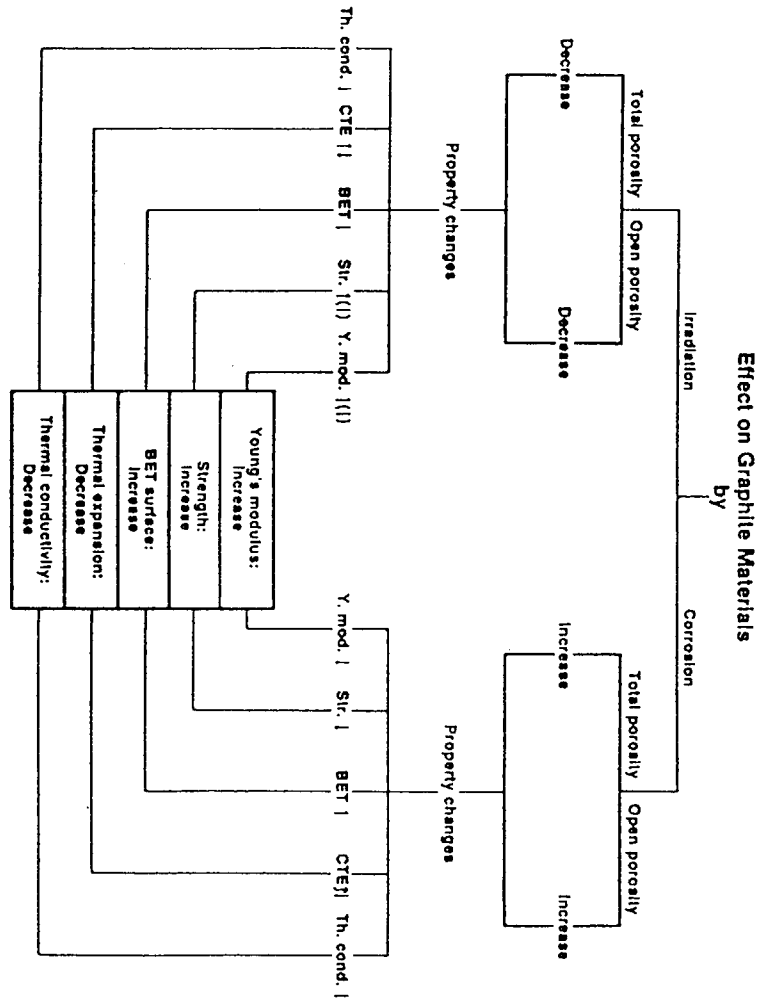 Effect on Graphite Materials
by
Irradiation
Corrosion
Total porosity
Open porosity
Total porosity
Open porosity
Decrease
Decrease
Increase
Increase
Property changes
Property changes
Th. cond. ↓
CTE ↑↓
BET ↓
Str. ↑(↓)
Y. mod. ↑(↓)
Y. mod. ↓
Str. ↓
BET ↑
CTE↑↓
Th. cond. ↓
Young's modulus:
Increase
Strength:
Increase
BET surface:
Increase
Thermal expansion:
Decrease
Thermal conductivity:
Decrease